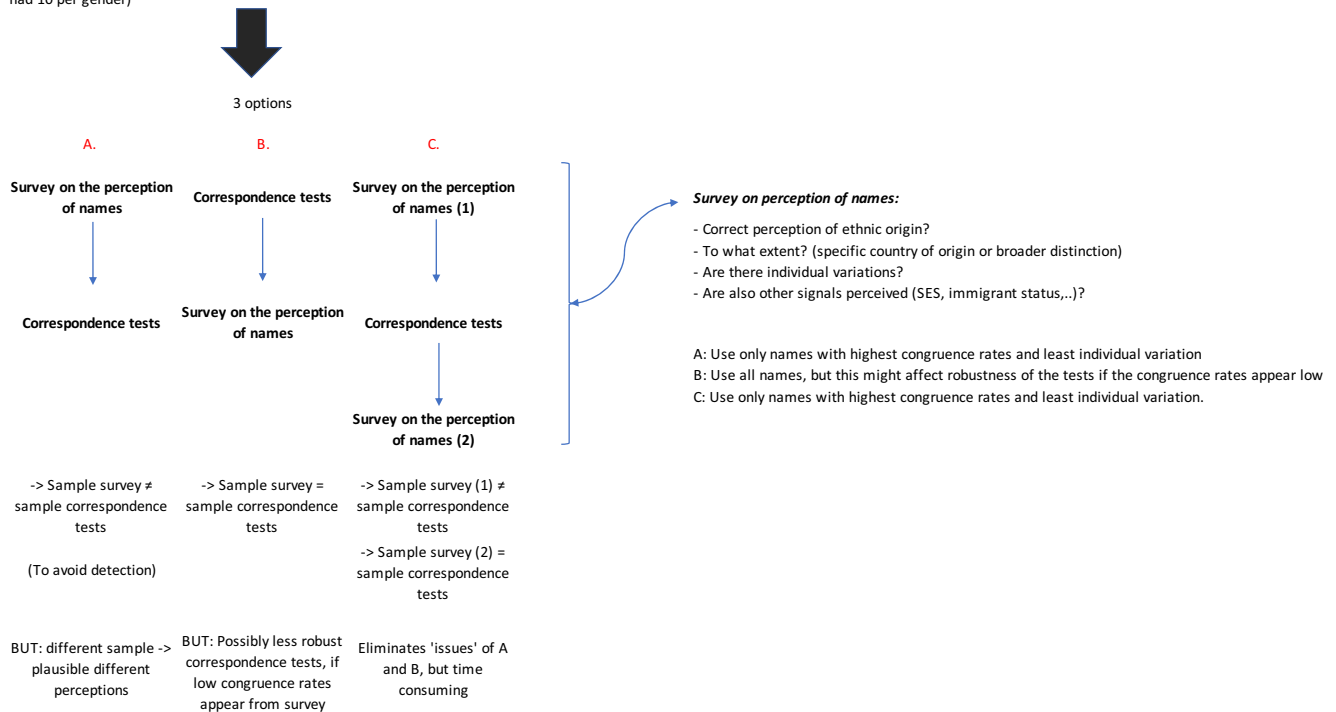 had 10 per gender)
3 options
A.
B.
C.
Survey on the perception
of names
Correspondence tests
Survey on the perception
of names (1)
Correspondence tests
Survey on the perception
of names
Correspondence tests
Survey on the perception
of names (2)
-> Sample survey ≠
sample correspondence
tests
-> Sample survey =
sample correspondence
tests
-> Sample survey (1) ≠
sample correspondence
tests
(To avoid detection)
-> Sample survey (2) =
sample correspondence
tests
BUT: different sample ->
plausible different
perceptions
BUT: Possibly less robust
correspondence tests, if
low congruence rates
appear from survey
Eliminates 'issues' of A
and B, but time
consuming
Survey on perception of names:
- Correct perception of ethnic origin?
- To what extent? (specific country of origin or broader distinction)
- Are there individual variations?
- Are also other signals perceived (SES, immigrant status,..)?
A: Use only names with highest congruence rates and least individual variation
B: Use all names, but this might affect robustness of the tests if the congruence rates appear low
C: Use only names with highest congruence rates and least individual variation.